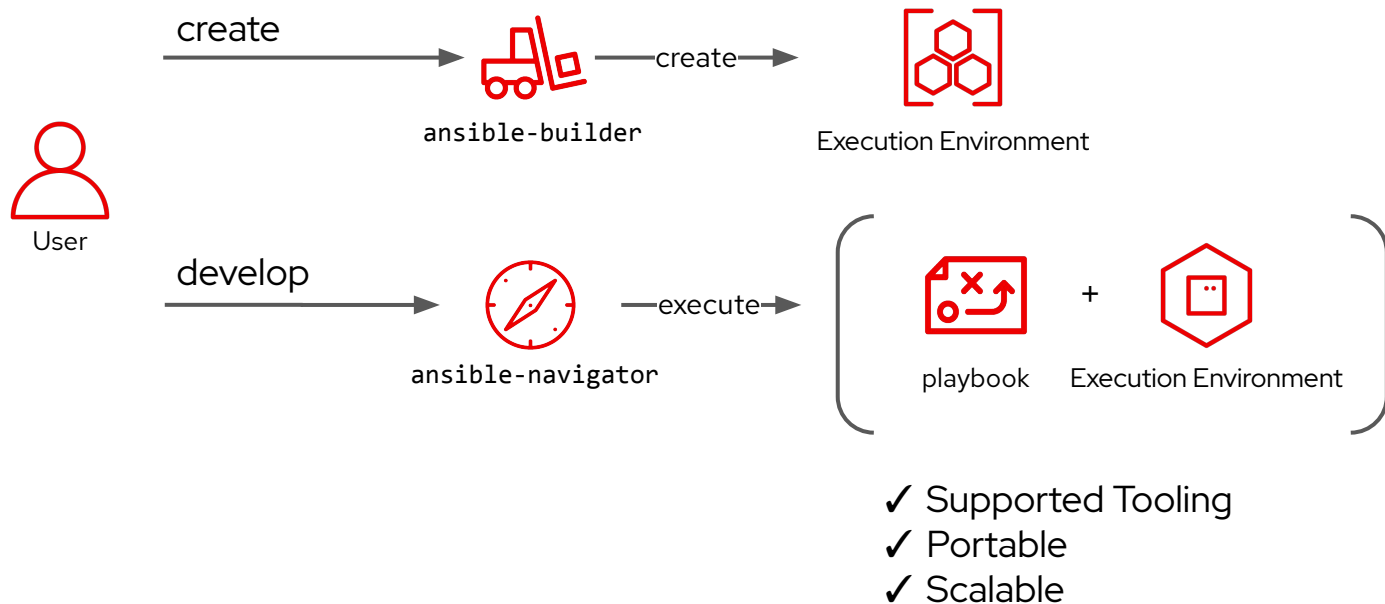 create
create
ansible-builder
Execution Environment
User
develop
execute
ansible-navigator
+
playbook
Execution Environment
✓ Supported Tooling
✓ Portable
✓ Scalable